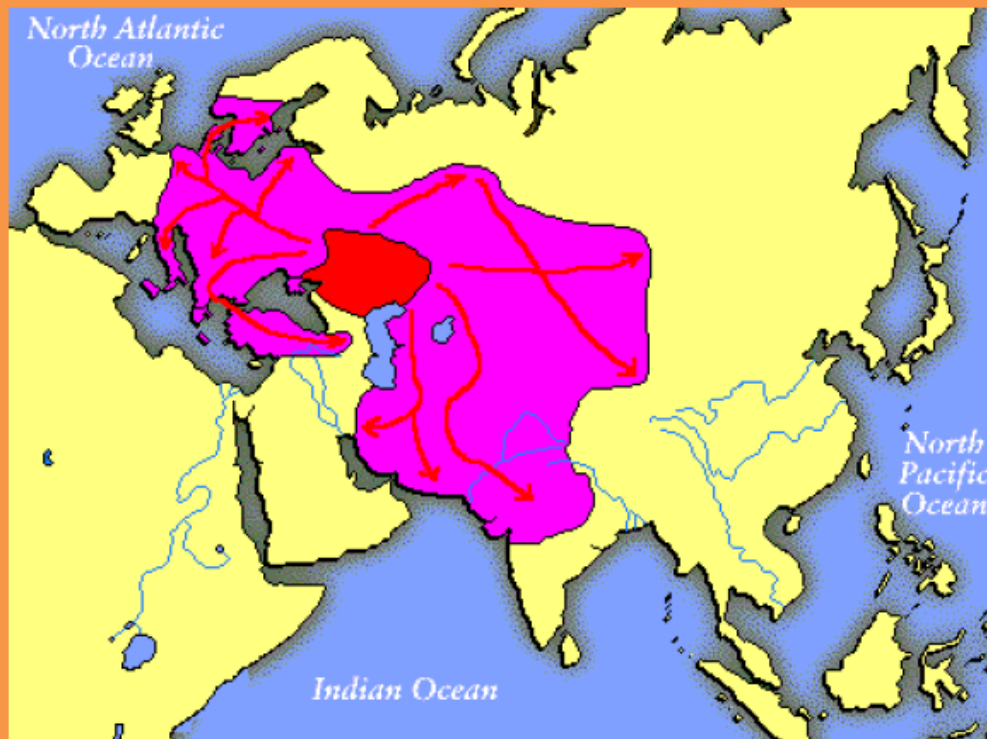 North Atlantic
Ocean
North
Pacific
Ocean
Indian Ocean